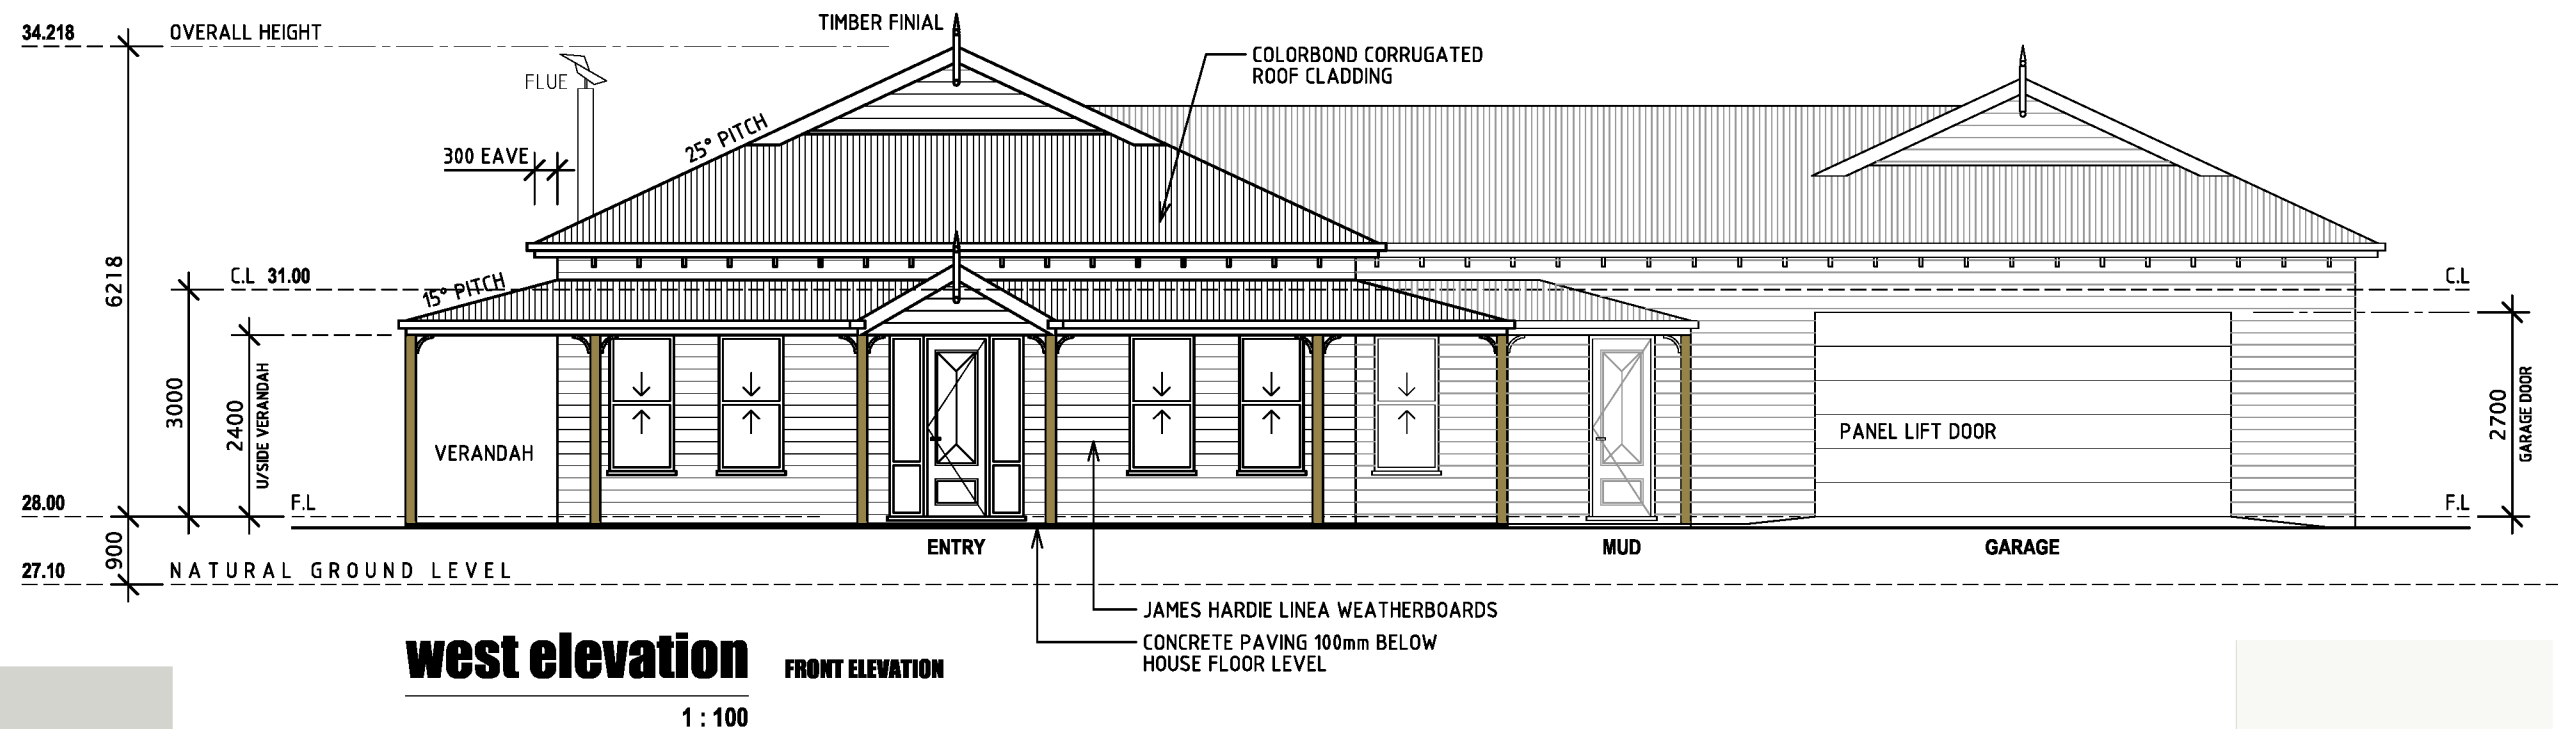 34.218
OVERALL HEIGHT
TIMBER FINIAL
FLUE
COLORBOND CORRUGATED
ROOF CLADDING
25° PITCH
300 EAVE
6218
C.L 31.00
15° PITCH
C.L
3000
2400
U/SIDE VERANDAH
VERANDAH
PANEL LIFT DOOR
2700
GARAGE DOOR
28.00
F.L
F.L
900
ENTRY
MUD
GARAGE
27.10
NATURAL GROUND LEVEL
JAMES HARDIE LINEA WEATHERBOARDS
CONCRETE PAVING 100mm BELOW
HOUSE FLOOR LEVEL
west elevation FRONT ELEVATION
1 : 100